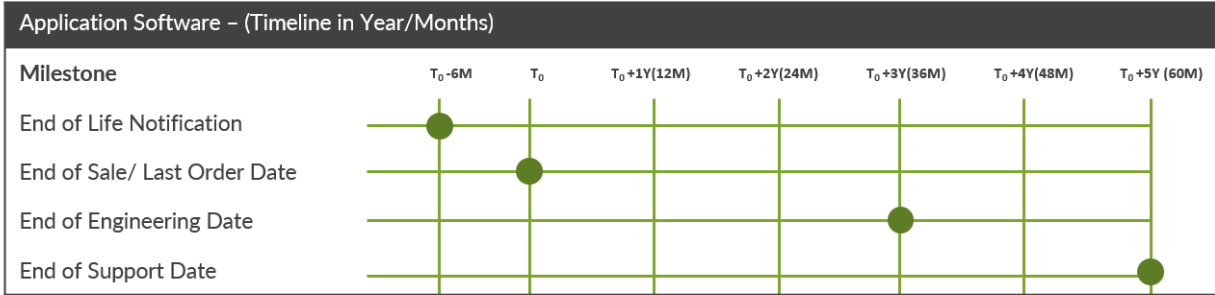 Application Software – (Timeline in Year/Months)
Milestone T₀ -6M T₀ T₀ +1Y(12M) T₀ +2Y(24M) T₀ +3Y(36M) T₀ +4Y(48M) T₀ +5Y (60M)
End of Life Notification
End of Sale/ Last Order Date
End of Engineering Date
End of Support Date